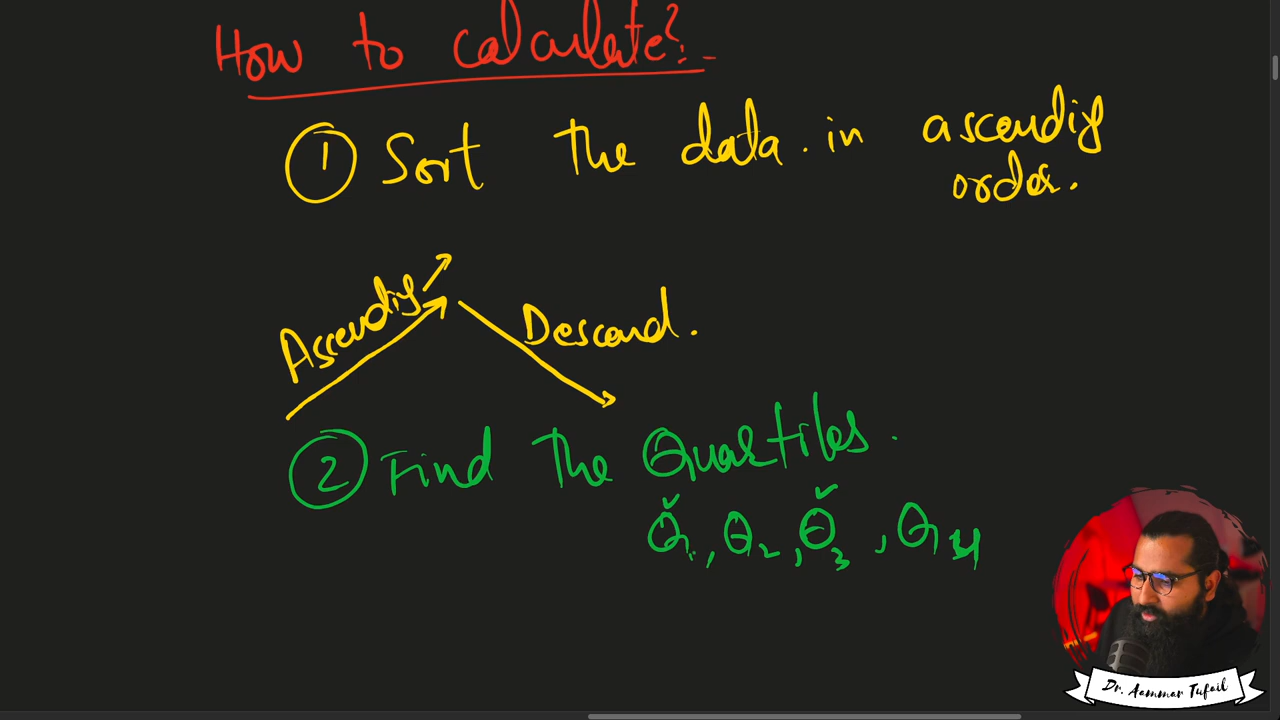 How to calculate?
① Sort the data. in ascending
order.
Ascending
Descend.
② Find the Quartiles.
Q1, Q2, Q3, Q4
Dr. Aammar Tufail